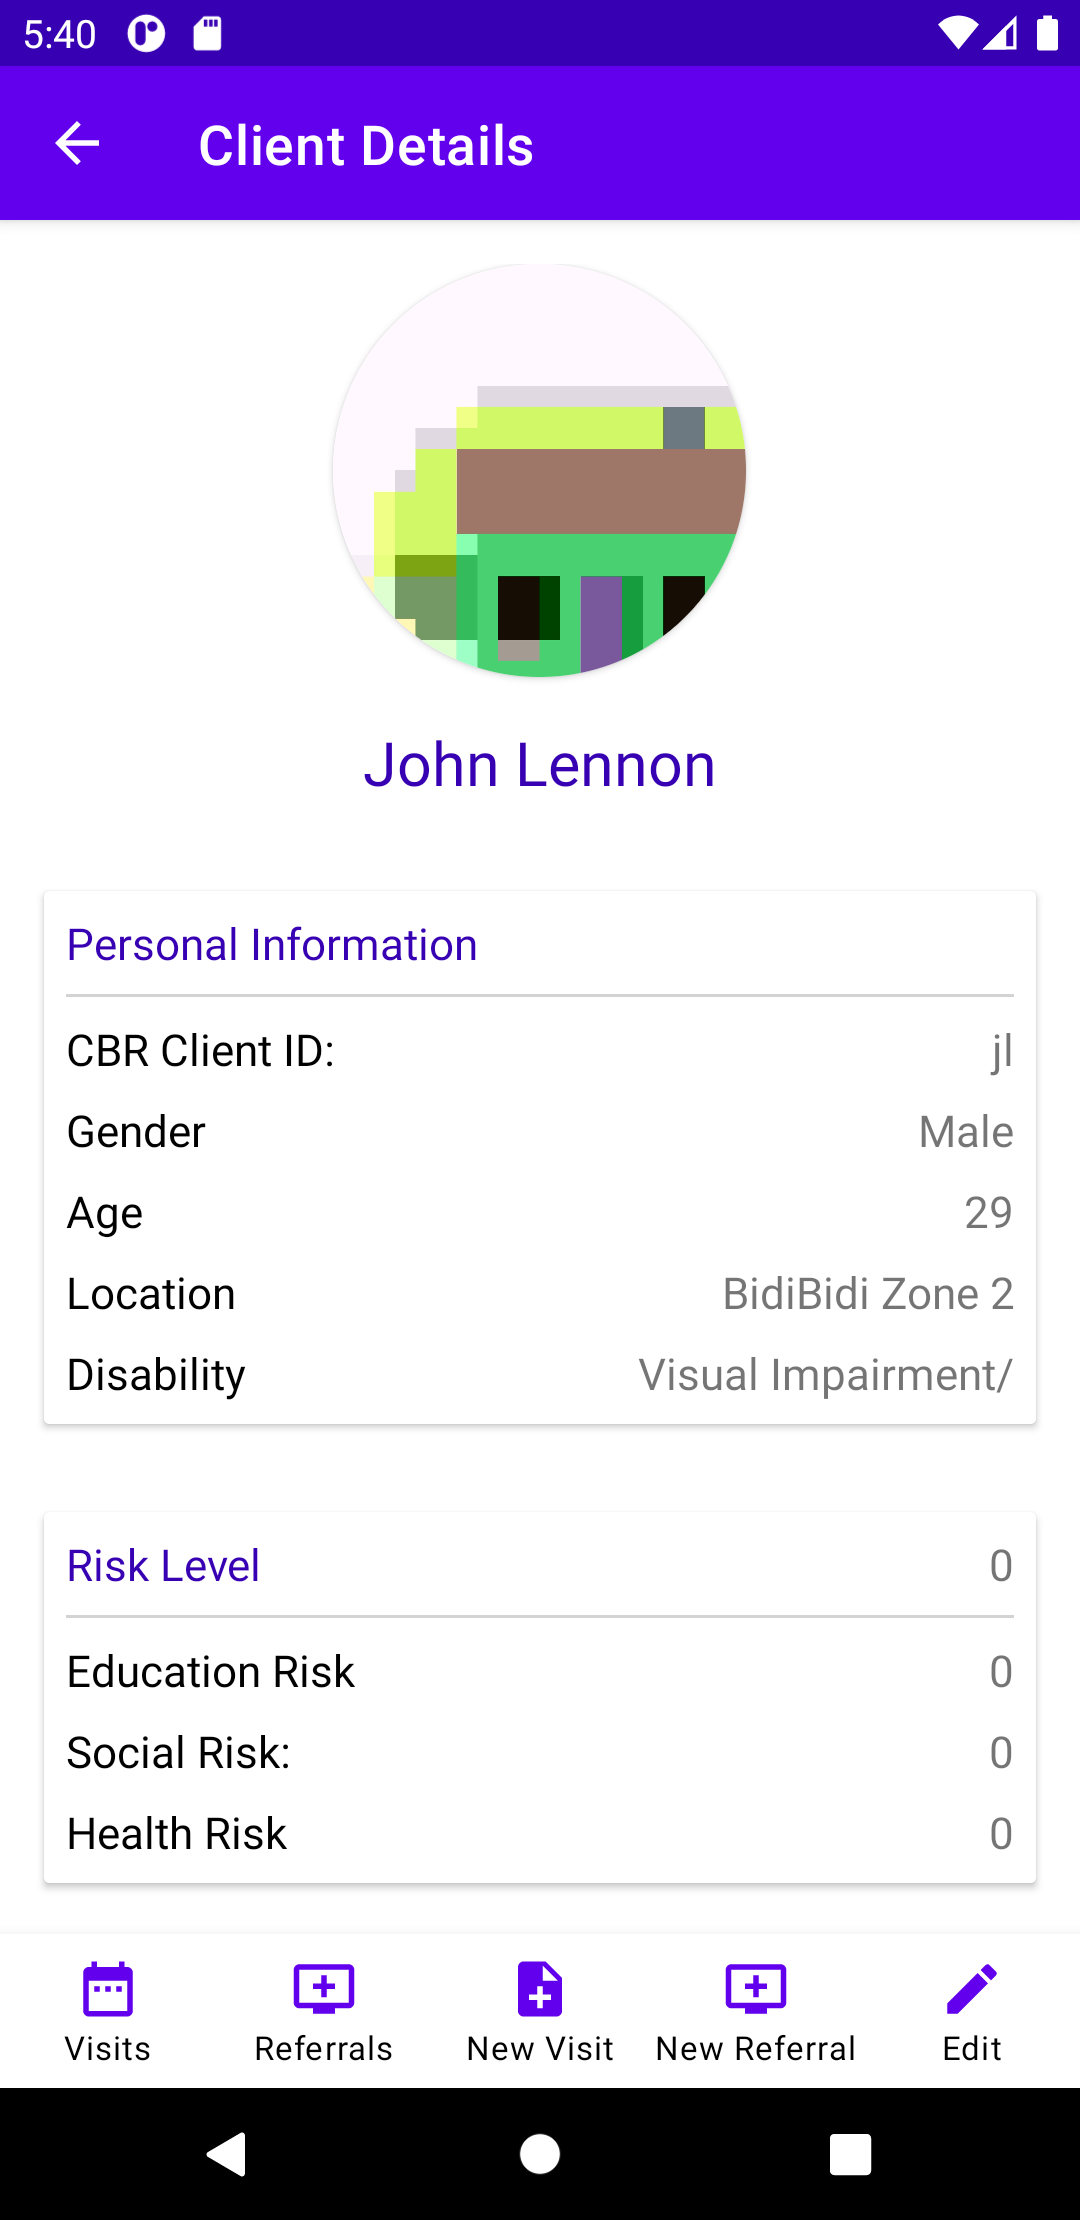 5:40
Client Details
John Lennon
Personal Information
CBR Client ID: jl
Gender Male
Age 29
Location BidiBidi Zone 2
Disability Visual Impairment/
Risk Level 0
Education Risk 0
Social Risk: 0
Health Risk 0
Visits Referrals New Visit New Referral Edit